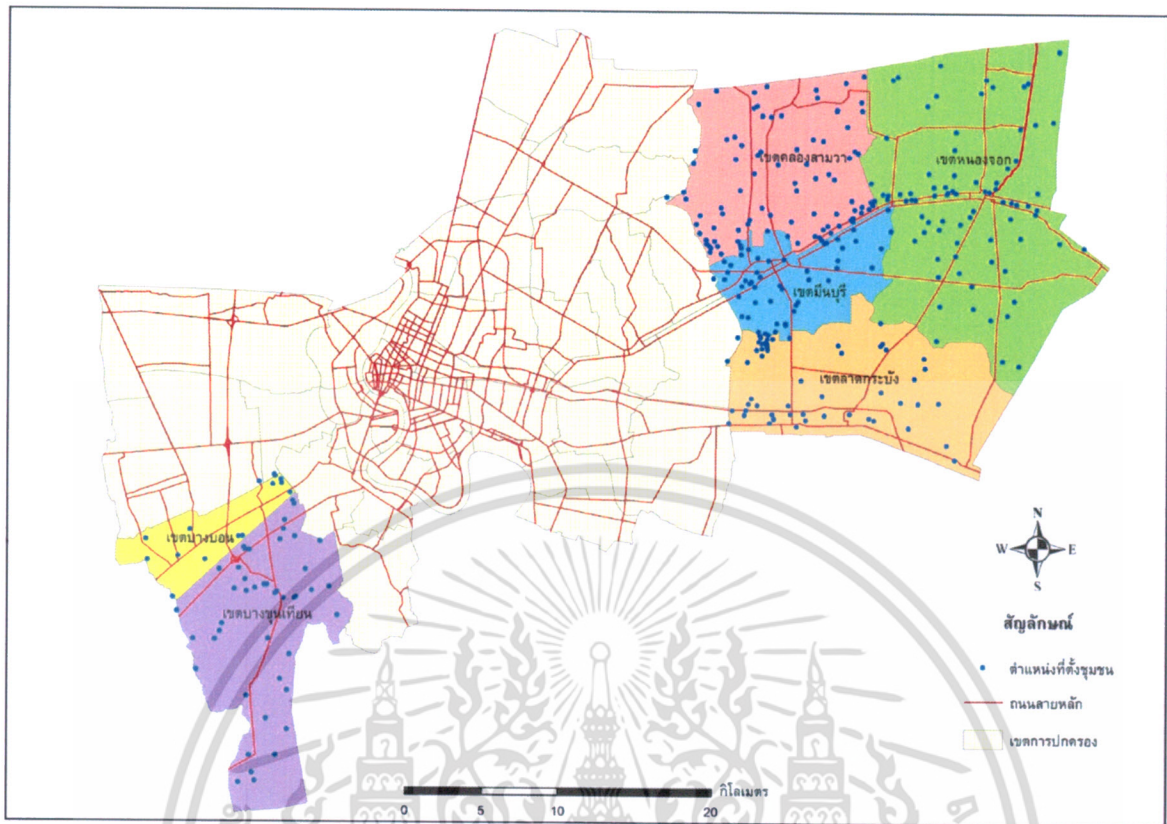 เขตคลองสามวา
เขตหนองจอก
เขตมีนบุรี
เขตลาดกระบัง
เขตบางบอน
เขตบางขุนเทียน
N
W E
S
สัญลักษณ์
ตำแหน่งที่ตั้งชุมชน
ถนนสายหลัก
เขตการปกครอง
กิโลเมตร
0 5 10 20